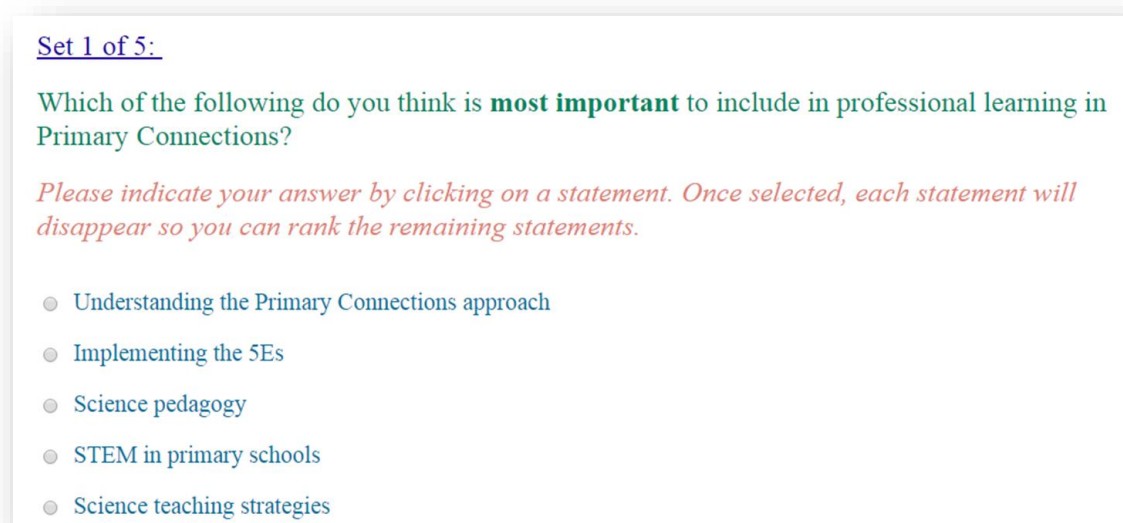 Set 1 of 5:
Which of the following do you think is most important to include in professional learning in
Primary Connections?
Please indicate your answer by clicking on a statement. Once selected, each statement will
disappear so you can rank the remaining statements.
Understanding the Primary Connections approach
Implementing the 5Es
Science pedagogy
STEM in primary schools
Science teaching strategies